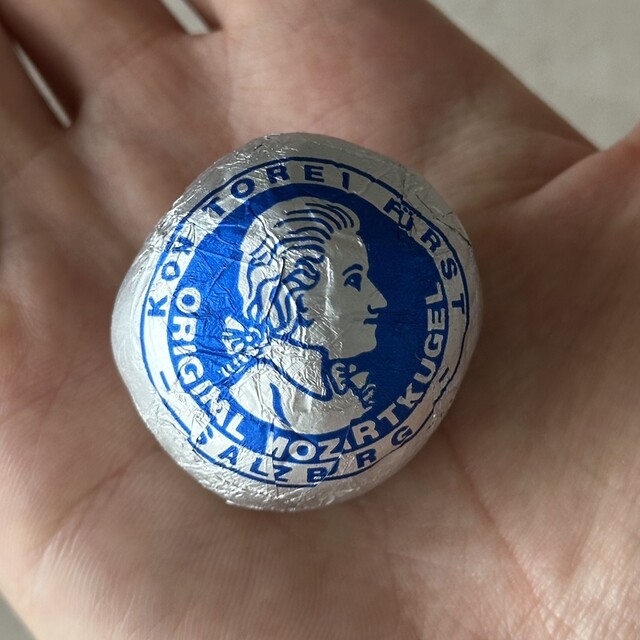 KONDITOREI FÜRST
ORIGINAL MOZARTKUGEL
SALZBURG